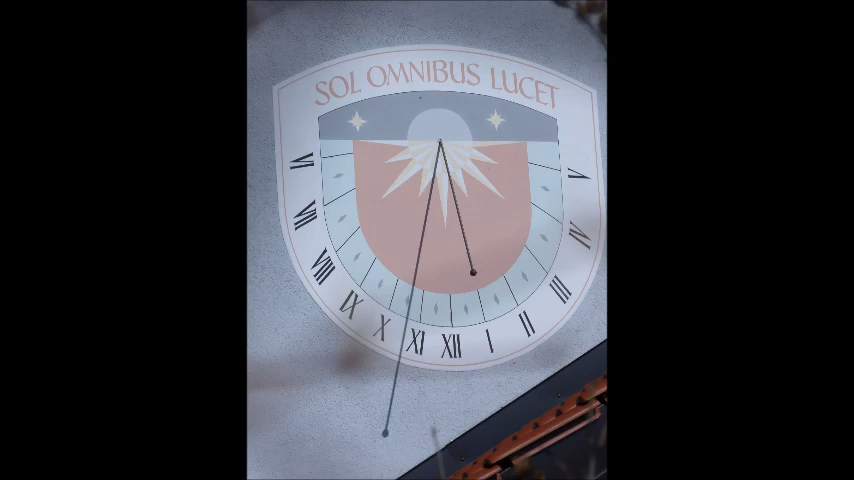 SOL OMNIBUS LUCET
VI
VII
VIII
IX
X
XI
XII
I
II
III
IV
V